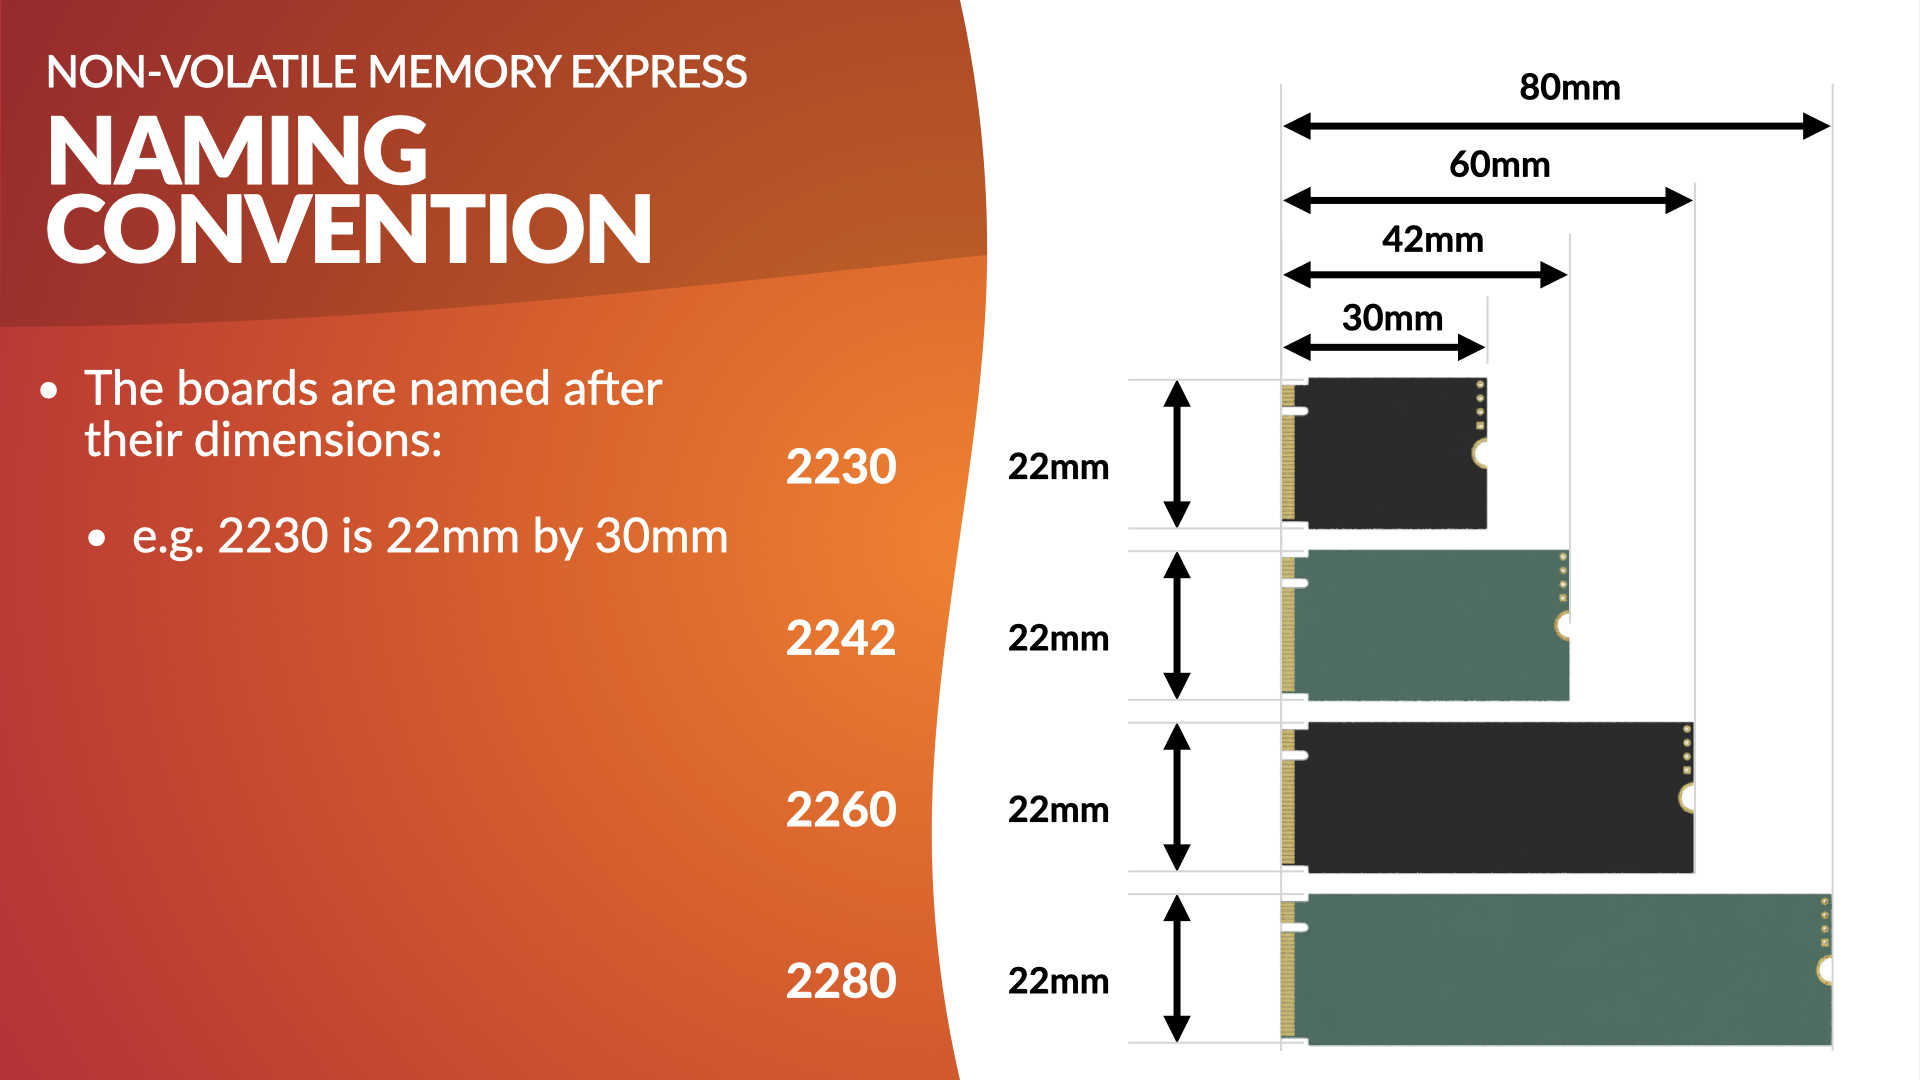 NON-VOLATILE MEMORY EXPRESS
NAMING
CONVENTION
• The boards are named after
their dimensions:
• e.g. 2230 is 22mm by 30mm
80mm
60mm
42mm
30mm
2230
22mm
2242
22mm
2260
22mm
2280
22mm